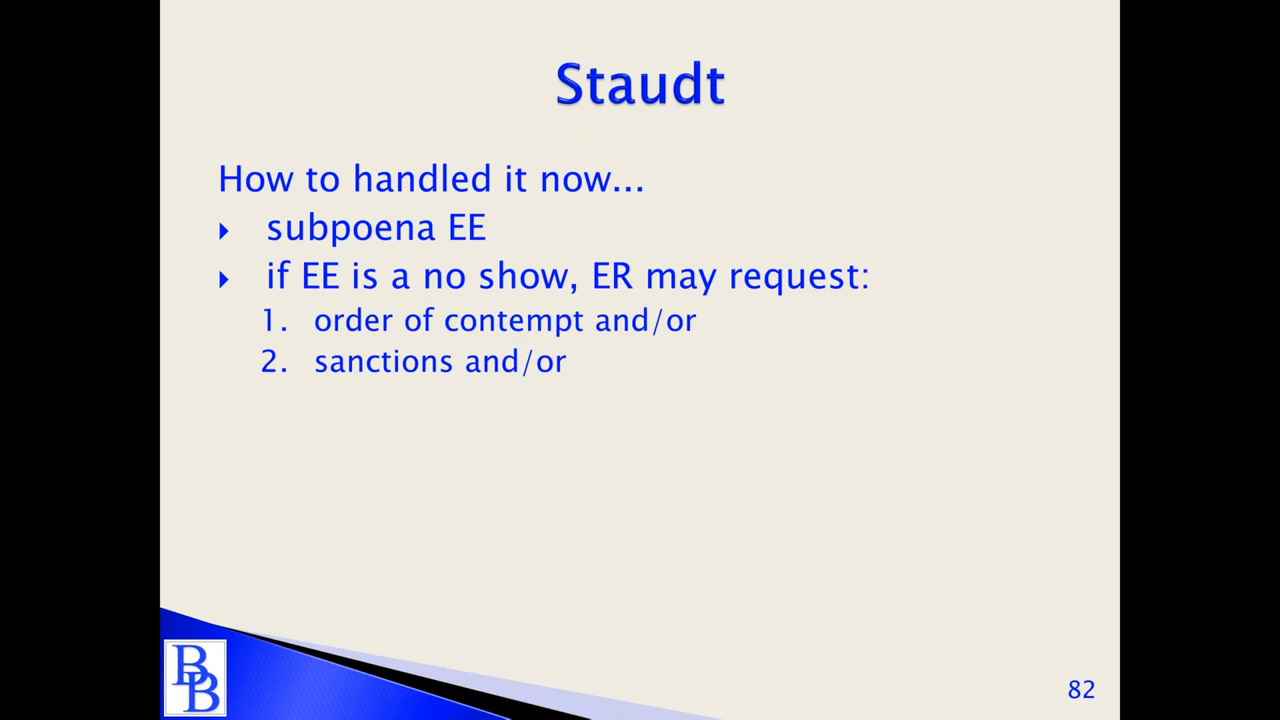 Staudt
How to handled it now...
subpoena EE
if EE is a no show, ER may request:
1. order of contempt and/or
2. sanctions and/or
BB
82